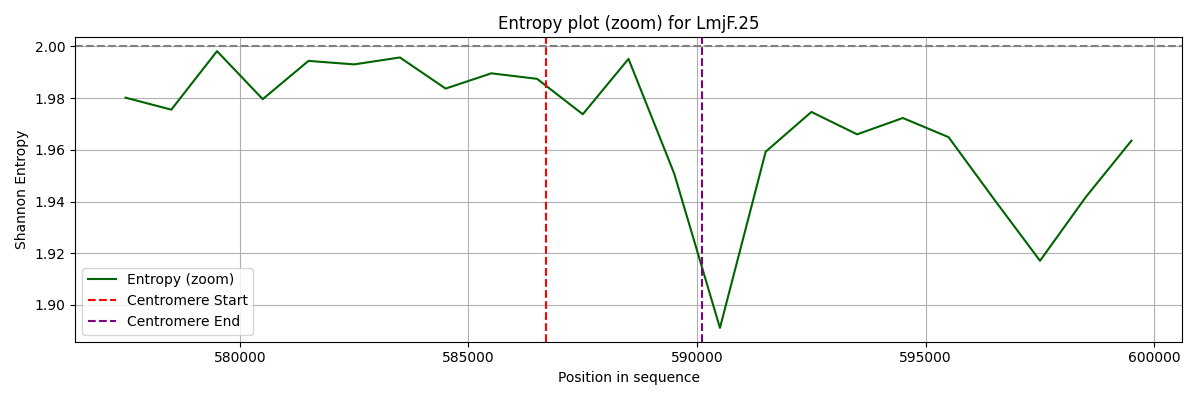 Entropy plot (zoom) for LmjF.25
2.00
1.98
1.96
1.94
1.92
1.90
Shannon Entropy
Entropy (zoom)
Centromere Start
Centromere End
580000
585000
590000
595000
600000
Position in sequence